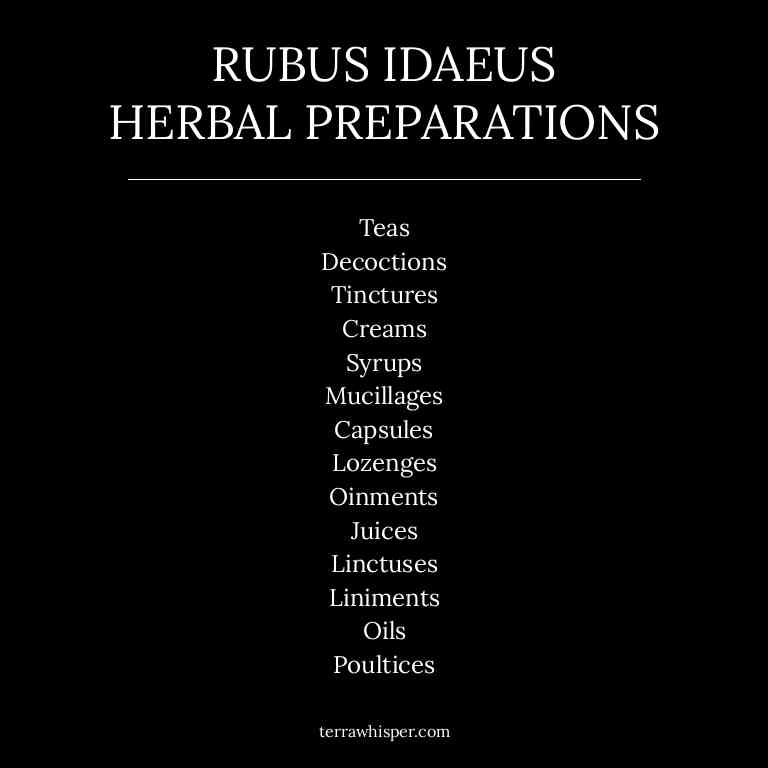 RUBUS IDAEUS
HERBAL PREPARATIONS
Teas
Decoctions
Tinctures
Creams
Syrups
Mucillages
Capsules
Lozenges
Oinments
Juices
Linctuses
Liniments
Oils
Poultices
terrawhisper.com